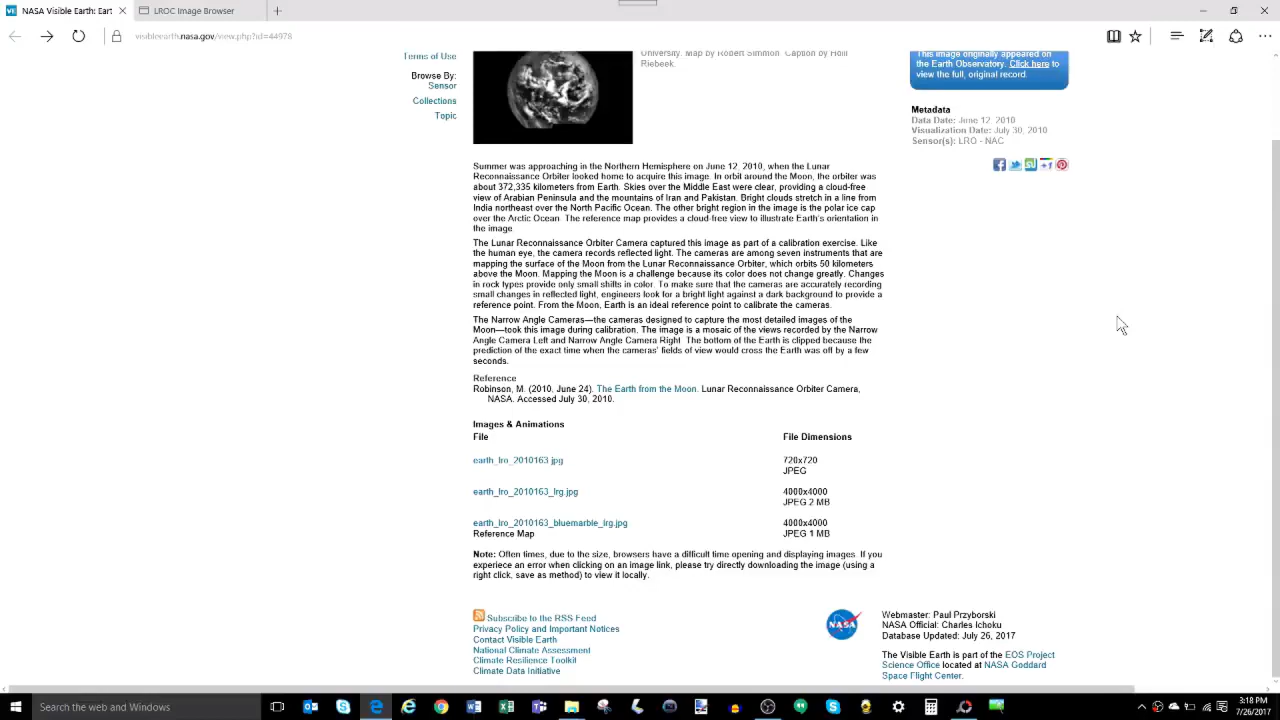 NASA Visible Earth: Eart
LROC Image Browser
visibleearth.nasa.gov/view.php?id=44978
Terms of Use
Browse By:
Sensor
Collections
Topic
University. Map by Robert Simmon. Caption by Holli
Riebeek.
This image originally appeared on
the Earth Observatory. Click here to
view the full, original record.
Metadata
Data Date: June 12, 2010
Visualization Date: July 30, 2010
Sensor(s): LRO - NAC
Summer was approaching in the Northern Hemisphere on June 12, 2010, when the Lunar
Reconnaissance Orbiter looked home to acquire this image. In orbit around the Moon, the orbiter was
about 372,335 kilometers from Earth. Skies over the Middle East were clear, providing a cloud-free
view of Arabian Peninsula and the mountains of Iran and Pakistan. Bright clouds stretch in a line from
India northeast over the North Pacific Ocean. The other bright region in the image is the polar ice cap
over the Arctic Ocean. The reference map provides a cloud-free view to illustrate Earth's orientation in
the image.
The Lunar Reconnaissance Orbiter Camera captured this image as part of a calibration exercise. Like
the human eye, the camera records reflected light. The cameras are among seven instruments that are
mapping the surface of the Moon from the Lunar Reconnaissance Orbiter, which orbits 50 kilometers
above the Moon. Mapping the Moon is a challenge because its color does not change greatly. Changes
in rock types provide only small shifts in color. To make sure that the cameras are accurately recording
small changes in reflected light, engineers look for a bright light against a dark background to provide a
reference point. From the Moon, Earth is an ideal reference point to calibrate the cameras.
The Narrow Angle Cameras—the cameras designed to capture the most detailed images of the
Moon—took this image during calibration. The image is a mosaic of the views recorded by the Narrow
Angle Camera Left and Narrow Angle Camera Right. The bottom of the Earth is clipped because the
prediction of the exact time when the cameras' fields of view would cross the Earth was off by a few
seconds.
Reference
Robinson, M. (2010, June 24). The Earth from the Moon. Lunar Reconnaissance Orbiter Camera,
NASA. Accessed July 30, 2010.
Images & Animations
File File Dimensions
earth_lro_2010163.jpg 720x720
JPEG
earth_lro_2010163_lrg.jpg 4000x4000
JPEG 2 MB
earth_lro_2010163_bluemarble_lrg.jpg 4000x4000
Reference Map JPEG 1 MB
Note: Often times, due to the size, browsers have a difficult time opening and displaying images. If you
experiece an error when clicking on an image link, please try directly downloading the image (using a
right click, save as method) to view it locally.
Subscribe to the RSS Feed
Privacy Policy and Important Notices
Contact Visible Earth
National Climate Assessment
Climate Resilience Toolkit
Climate Data Initiative
NASA
Webmaster: Paul Przyborski
NASA Official: Charles Ichoku
Database Updated: July 26, 2017
The Visible Earth is part of the EOS Project
Science Office located at NASA Goddard
Space Flight Center.
Search the web and Windows
3:18 PM
7/26/2017